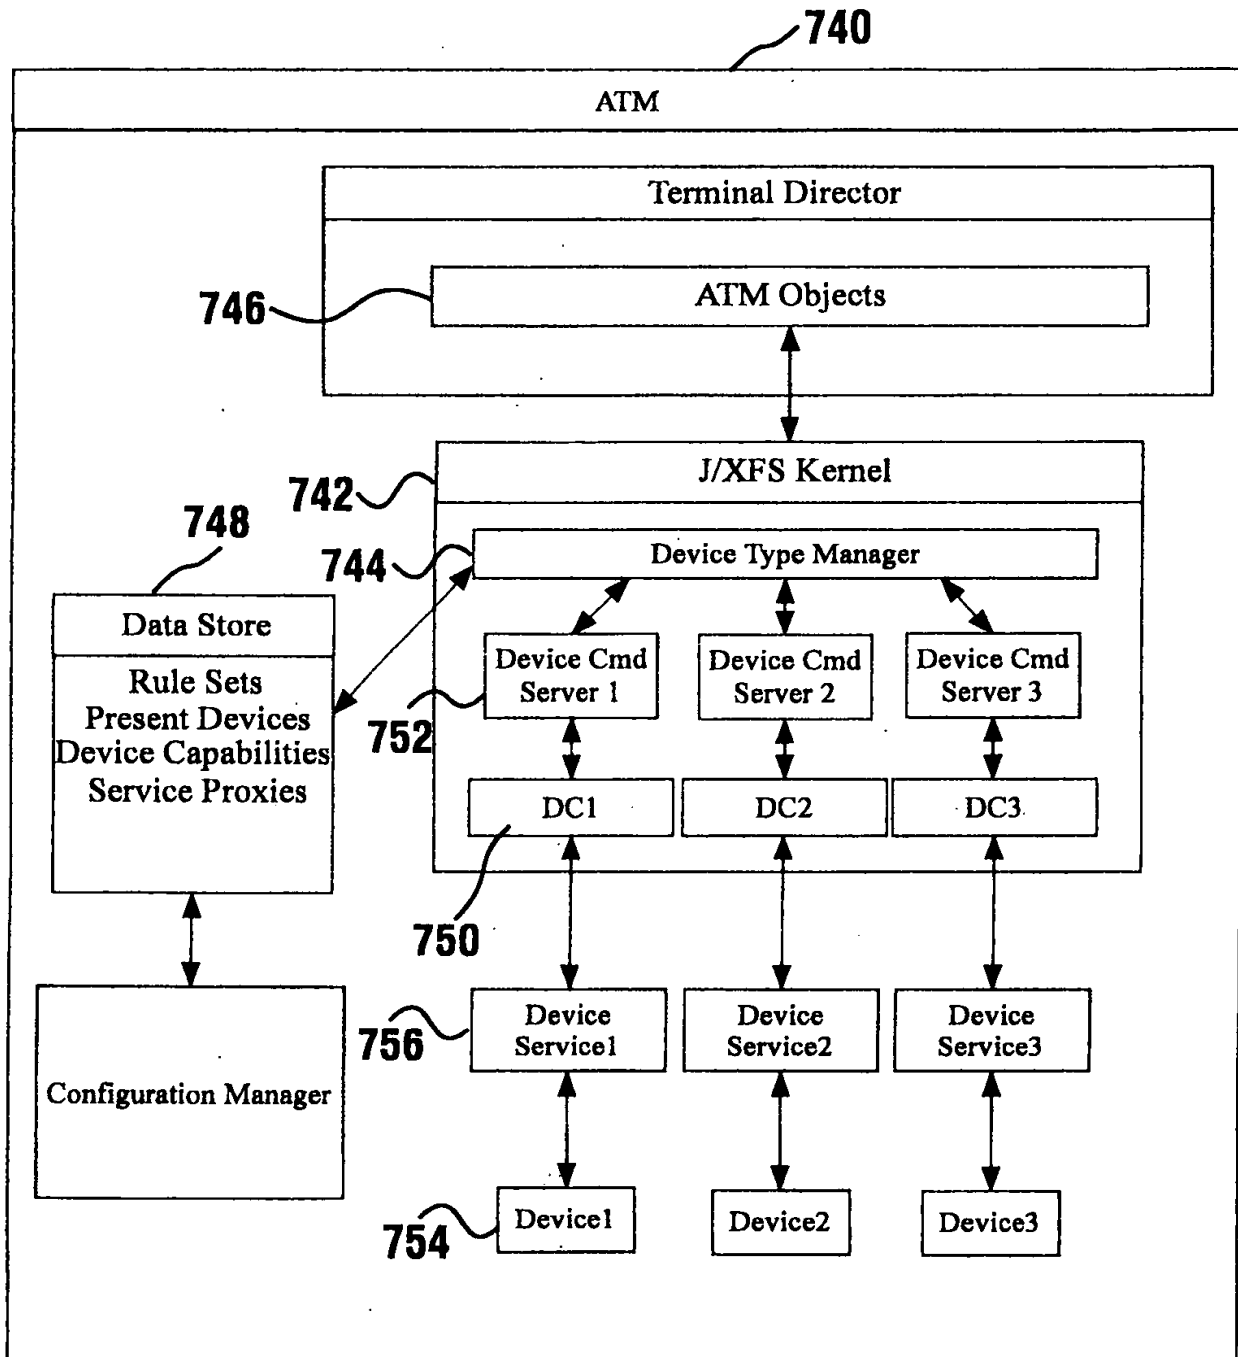 740
ATM
Terminal Director
746
ATM Objects
742
J/XFS Kernel
748
744
Device Type Manager
Data Store
Rule Sets
Present Devices
Device Capabilities
Service Proxies
752
Device Cmd
Server 1
Device Cmd
Server 2
Device Cmd
Server 3
DC1
DC2
DC3
750
Configuration Manager
756
Device
Service1
Device
Service2
Device
Service3
754
Device1
Device2
Device3